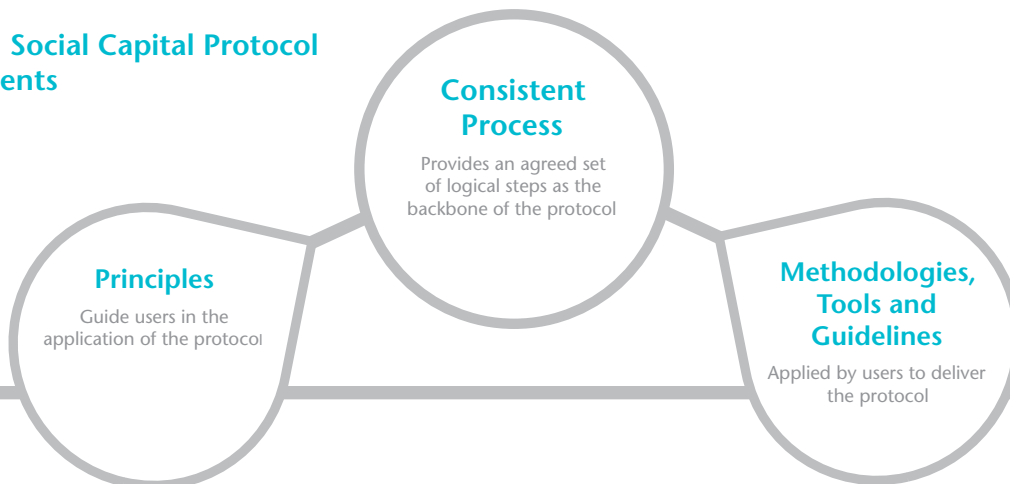 Social Capital Protocol
ents
Consistent
Process
Provides an agreed set
of logical steps as the
backbone of the protocol
Principles
Guide users in the
application of the protocol
Methodologies,
Tools and
Guidelines
Applied by users to deliver
the protocol